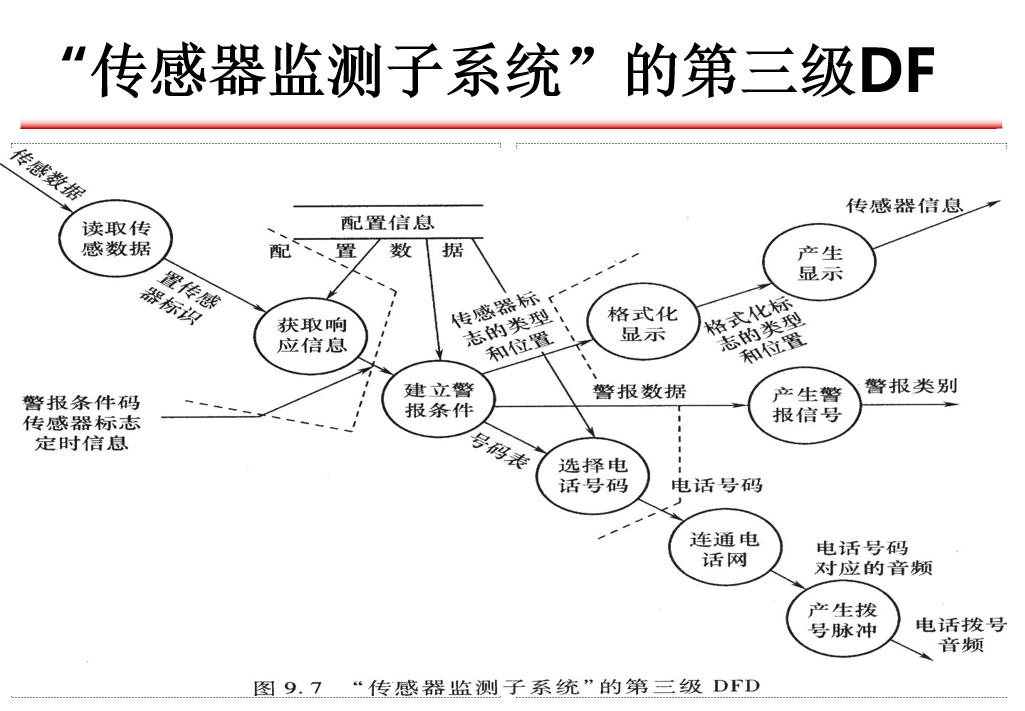 “传感器监测子系统”的第三级DF
传感数据
读取传
感数据
置传感
器标识
配置信息
配 置 数 据
获取响
应信息
警报条件码
传感器标志
定时信息
建立警
报条件
传感器标
志的类型
和位置
格式化
显示
格式化标
志的类型
和位置
产生
显示
传感器信息
警报数据
产生警
报信号
警报类别
号码表
选择电
话号码
电话号码
连通电
话网
电话号码
对应的音频
产生拨
号脉冲
电话拨号
音频
图 9.7 “传感器监测子系统”的第三级 DFD